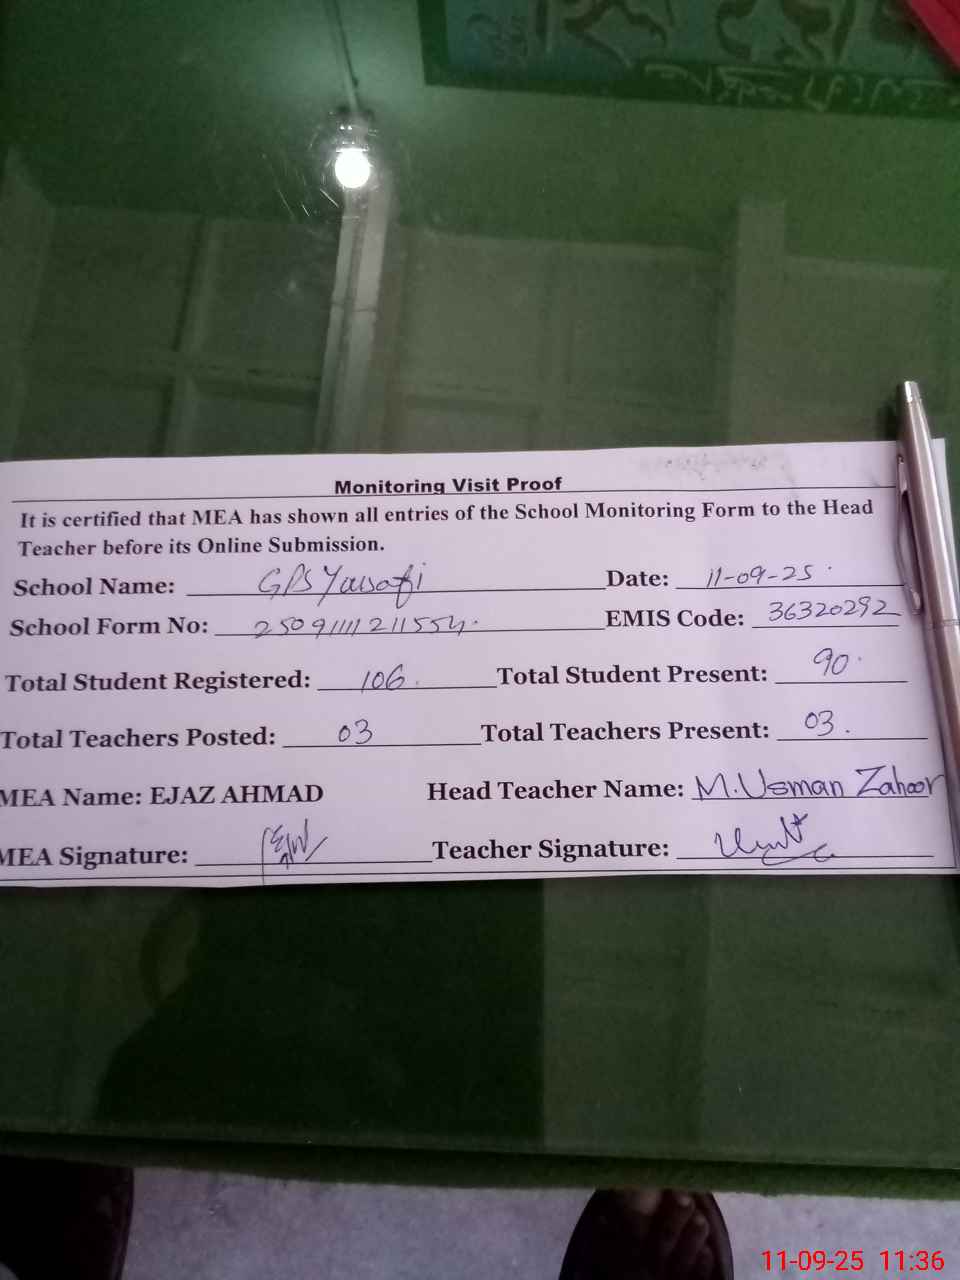 Monitoring Visit Proof
It is certified that MEA has shown all entries of the School Monitoring Form to the Head
Teacher before its Online Submission.
School Name: GPS Yousafi Date: 11-09-25
School Form No: 2509111121155 EMIS Code: 36320292
Total Student Registered: 106 Total Student Present: 90
Total Teachers Posted: 03 Total Teachers Present: 03
MEA Name: EJAZ AHMAD Head Teacher Name: M. Usman Zahoor
MEA Signature: Teacher Signature:
11-09-25 11:36